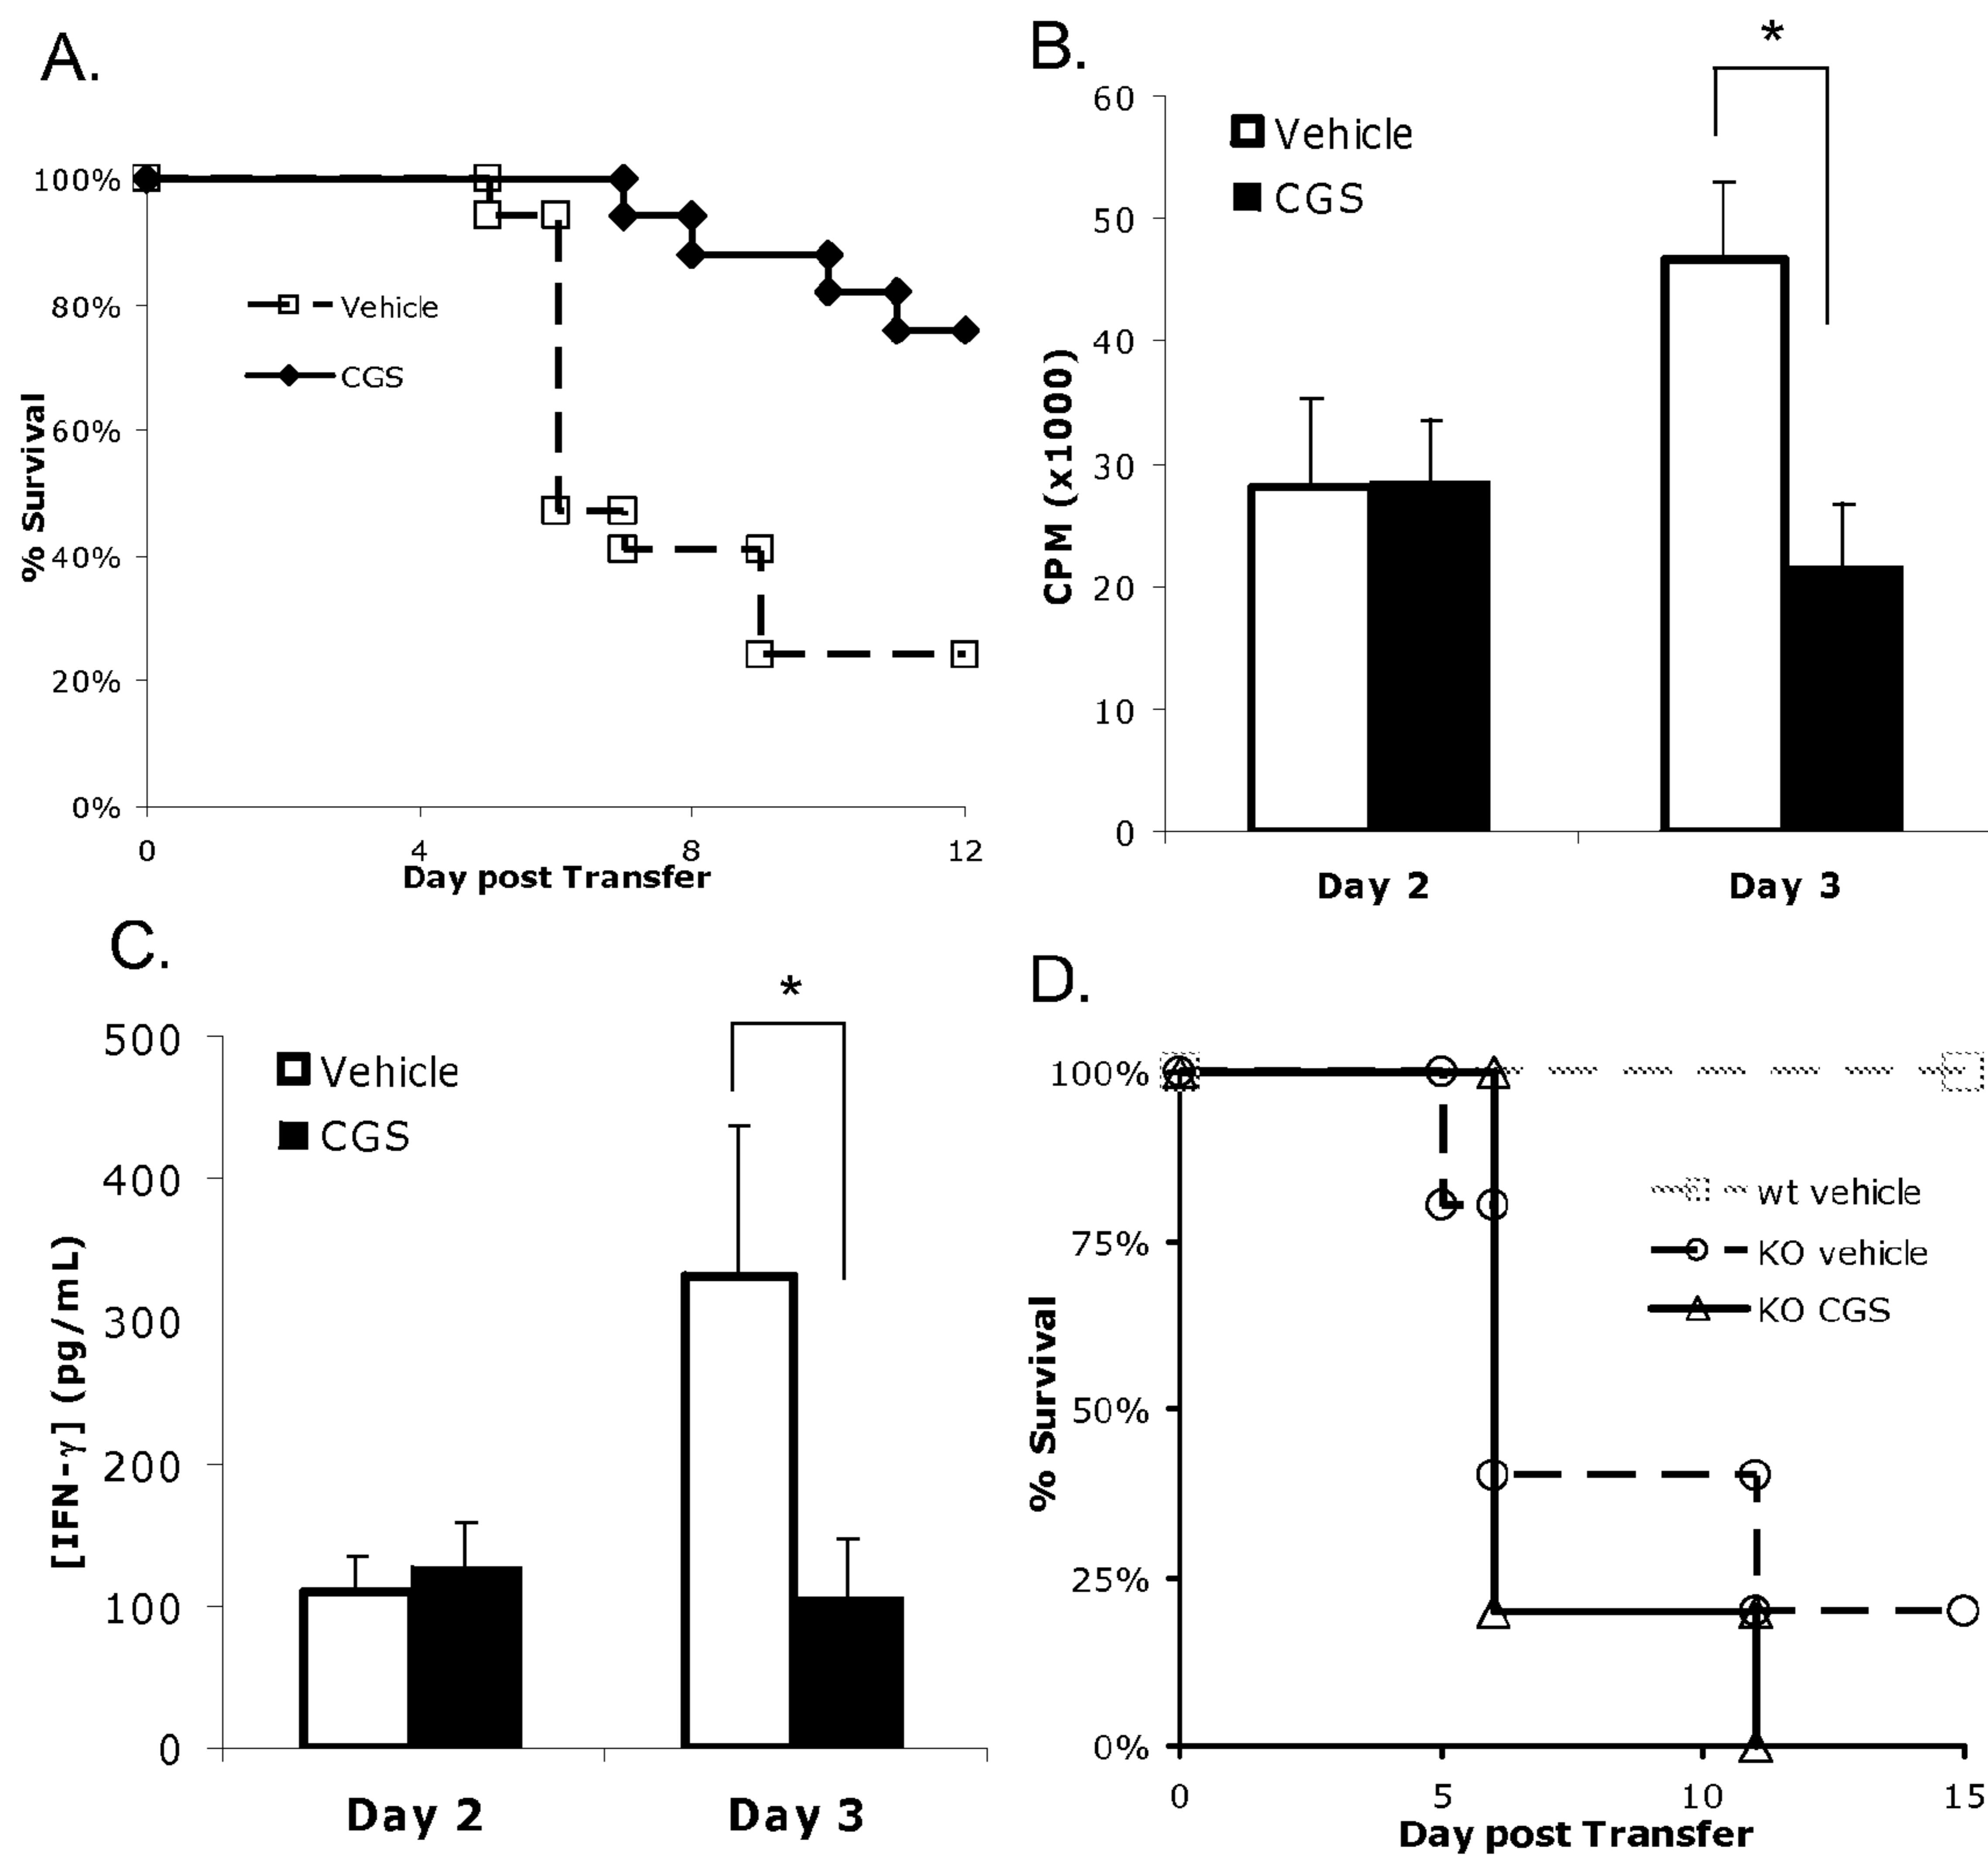 A.
100%
80%
60%
40%
20%
0%
% Survival
Vehicle
CGS
0 4 8 12
Day post Transfer
B.
*
60
50
40
30
20
10
0
CPM (x1000)
Vehicle
CGS
Day 2 Day 3
C.
*
500
400
300
200
100
0
[IFN-γ] (pg/mL)
Vehicle
CGS
Day 2 Day 3
D.
100%
75%
50%
25%
0%
% Survival
wt vehicle
KO vehicle
KO CGS
0 5 10 15
Day post Transfer